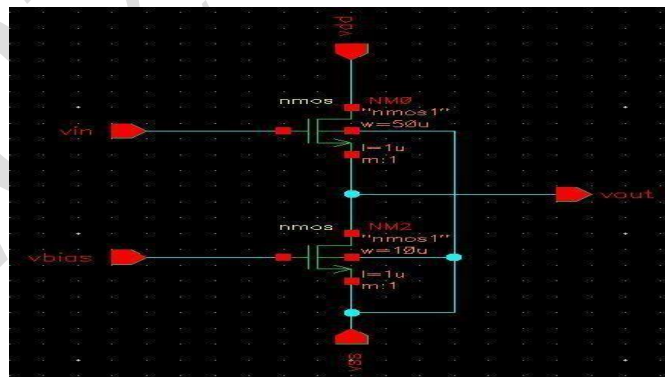 vdd
nmos NM0
"nmos1"
vin
w=50u
l=1u
m:1
vout
nmos NM2
"nmos1"
vbias
w=10u
l=1u
m:1
vss